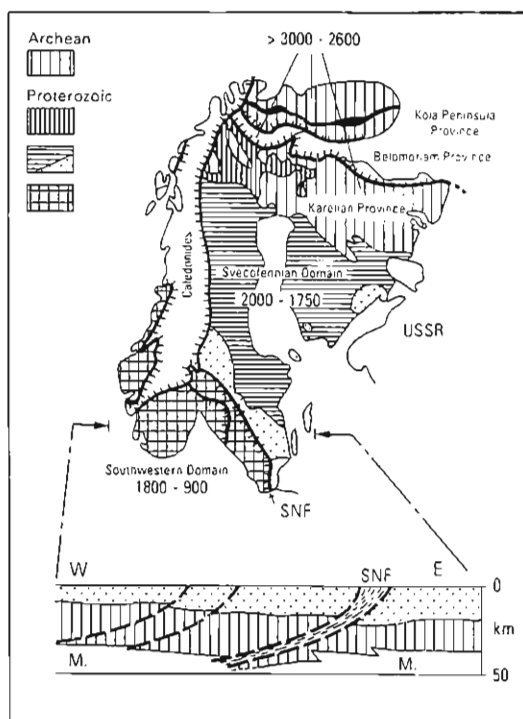 Archean
Proterozoic
> 3000 - 2600
Kola Peninsula
Province
Belomoriam Province
Karelian Province
Caledonides
Svecofennian Domain
2000 - 1750
USSR
Southwestern Domain
1800 - 900
SNF
W
SNF
E
0
km
M.
M.
50